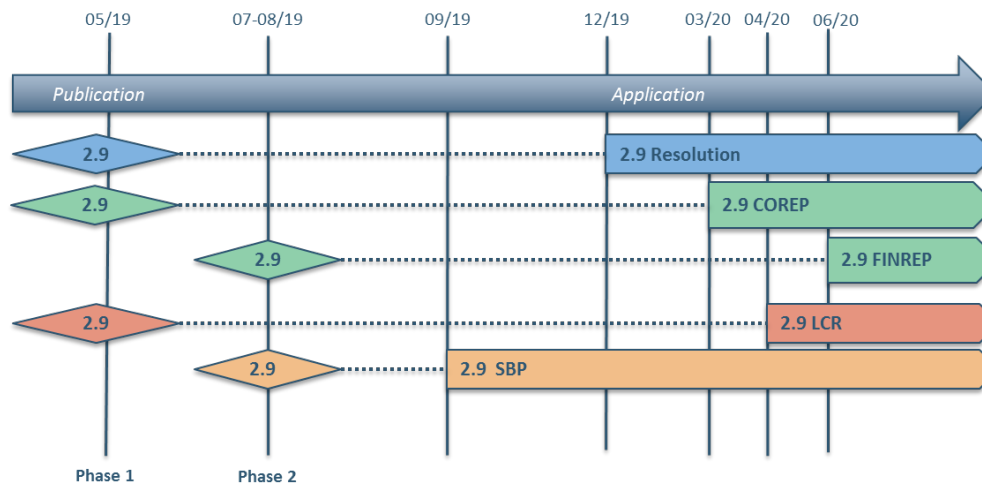 05/19 07-08/19 09/19 12/19 03/20 04/20 06/20
Publication Application
2.9 2.9 Resolution
2.9 2.9 COREP
2.9 2.9 FINREP
2.9 2.9 LCR
2.9 2.9 SBP
Phase 1 Phase 2